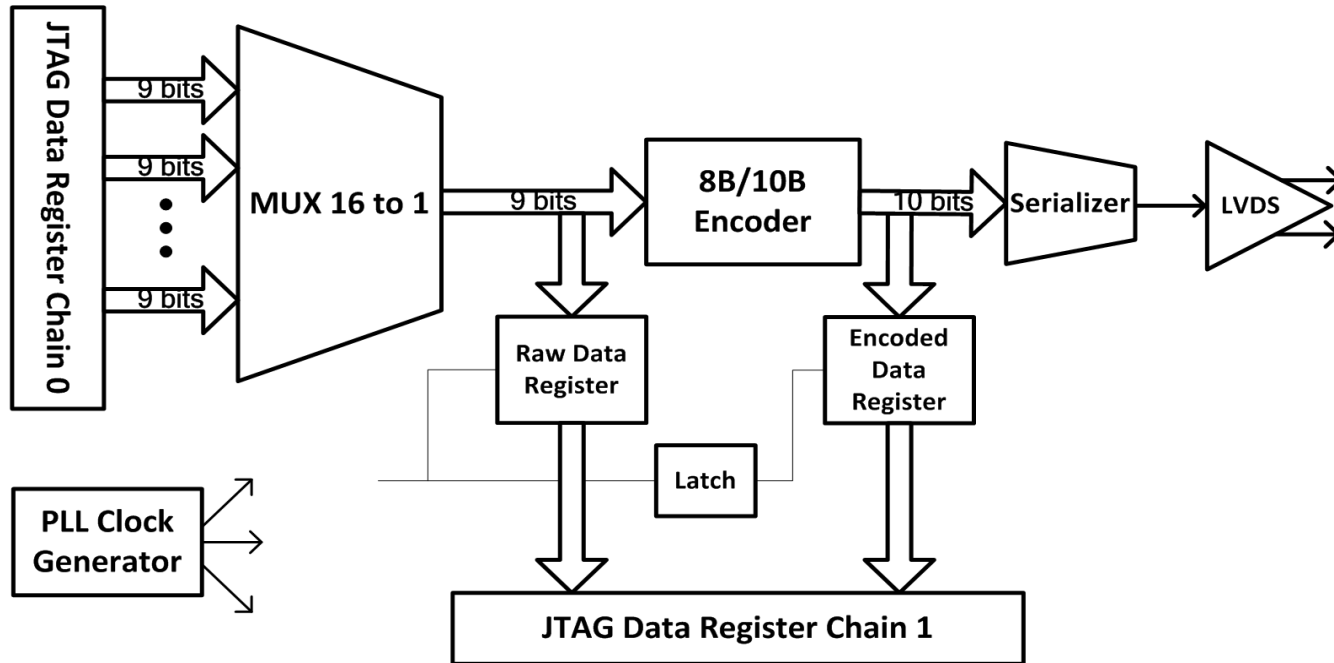 JTAG Data Register Chain 0
9 bits
9 bits
9 bits
MUX 16 to 1
9 bits
8B/10B
Encoder
10 bits
Serializer
LVDS
Raw Data
Register
Encoded
Data
Register
Latch
PLL Clock
Generator
JTAG Data Register Chain 1